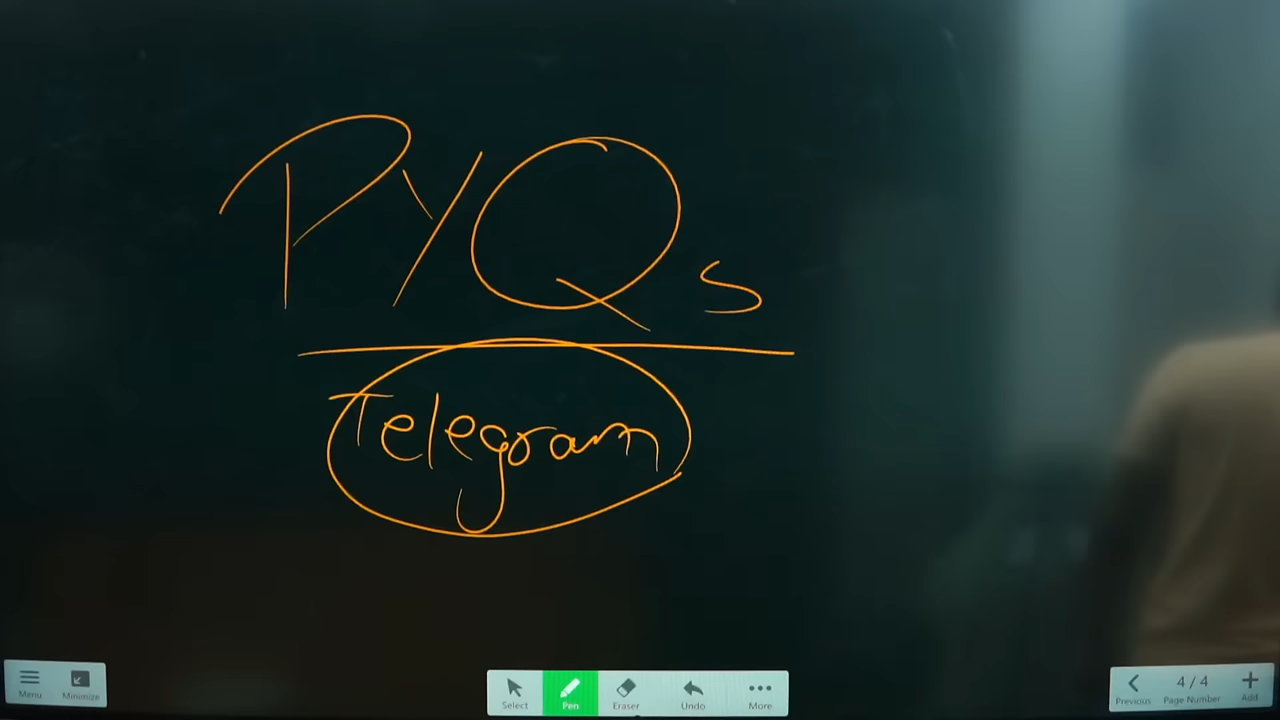 PYQs
Telegram
Menu
Minimize
Select
Pen
Eraser
Undo
More
Previous
4 / 4
Page Number
Add